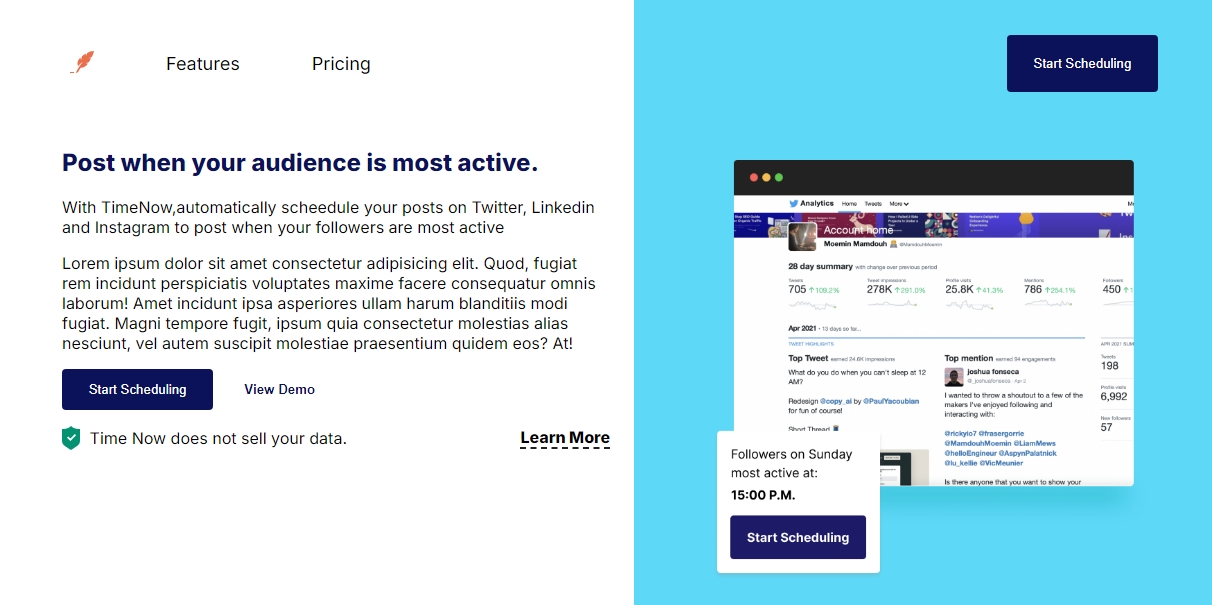 Features Pricing
Start Scheduling
Post when your audience is most active.
With TimeNow,automatically scheedule your posts on Twitter, Linkedin
and Instagram to post when your followers are most active
Lorem ipsum dolor sit amet consectetur adipisicing elit. Quod, fugiat
rem incidunt perspiciatis voluptates maxime facere consequatur omnis
laborum! Amet incidunt ipsa asperiores ullam harum blanditiis modi
fugiat. Magni tempore fugit, ipsum quia consectetur molestias alias
nesciunt, vel autem suscipit molestiae praesentium quidem eos? At!
Start Scheduling View Demo
Time Now does not sell your data. Learn More
Analytics Home Tweets More
Account home
Moemin Mamdouh @MamdouhMoemin
28 day summary with change over previous period
Tweets Tweet impressions Profile visits Mentions Followers
705 ↑109.2% 278K ↑291.0% 25.8K ↑41.3% 786 ↑254.1% 450 ↑1
Apr 2021 • 13 days so far...
TWEET HIGHLIGHTS
Top Tweet earned 24.6K impressions
What do you do when you can't sleep at 12
AM?
Redesign @copy_ai by @PaulYacoubian
for fun of course!
Short Thread
Top mention earned 94 engagements
joshua fonseca
@_joshuafonseca · Apr 2
I wanted to throw a shoutout to a few of the
makers I've enjoyed following and
interacting with:
@rickyio7 @frasergorrie
@MamdouhMoemin @LiamMews
@helloEngineur @AspynPalatnick
@lu_kellie @VicMeunier
Is there anyone that you want to show your
APR 2021 SUM
Tweets
198
Profile visits
6,992
New followers
57
Followers on Sunday
most active at:
15:00 P.M.
Start Scheduling